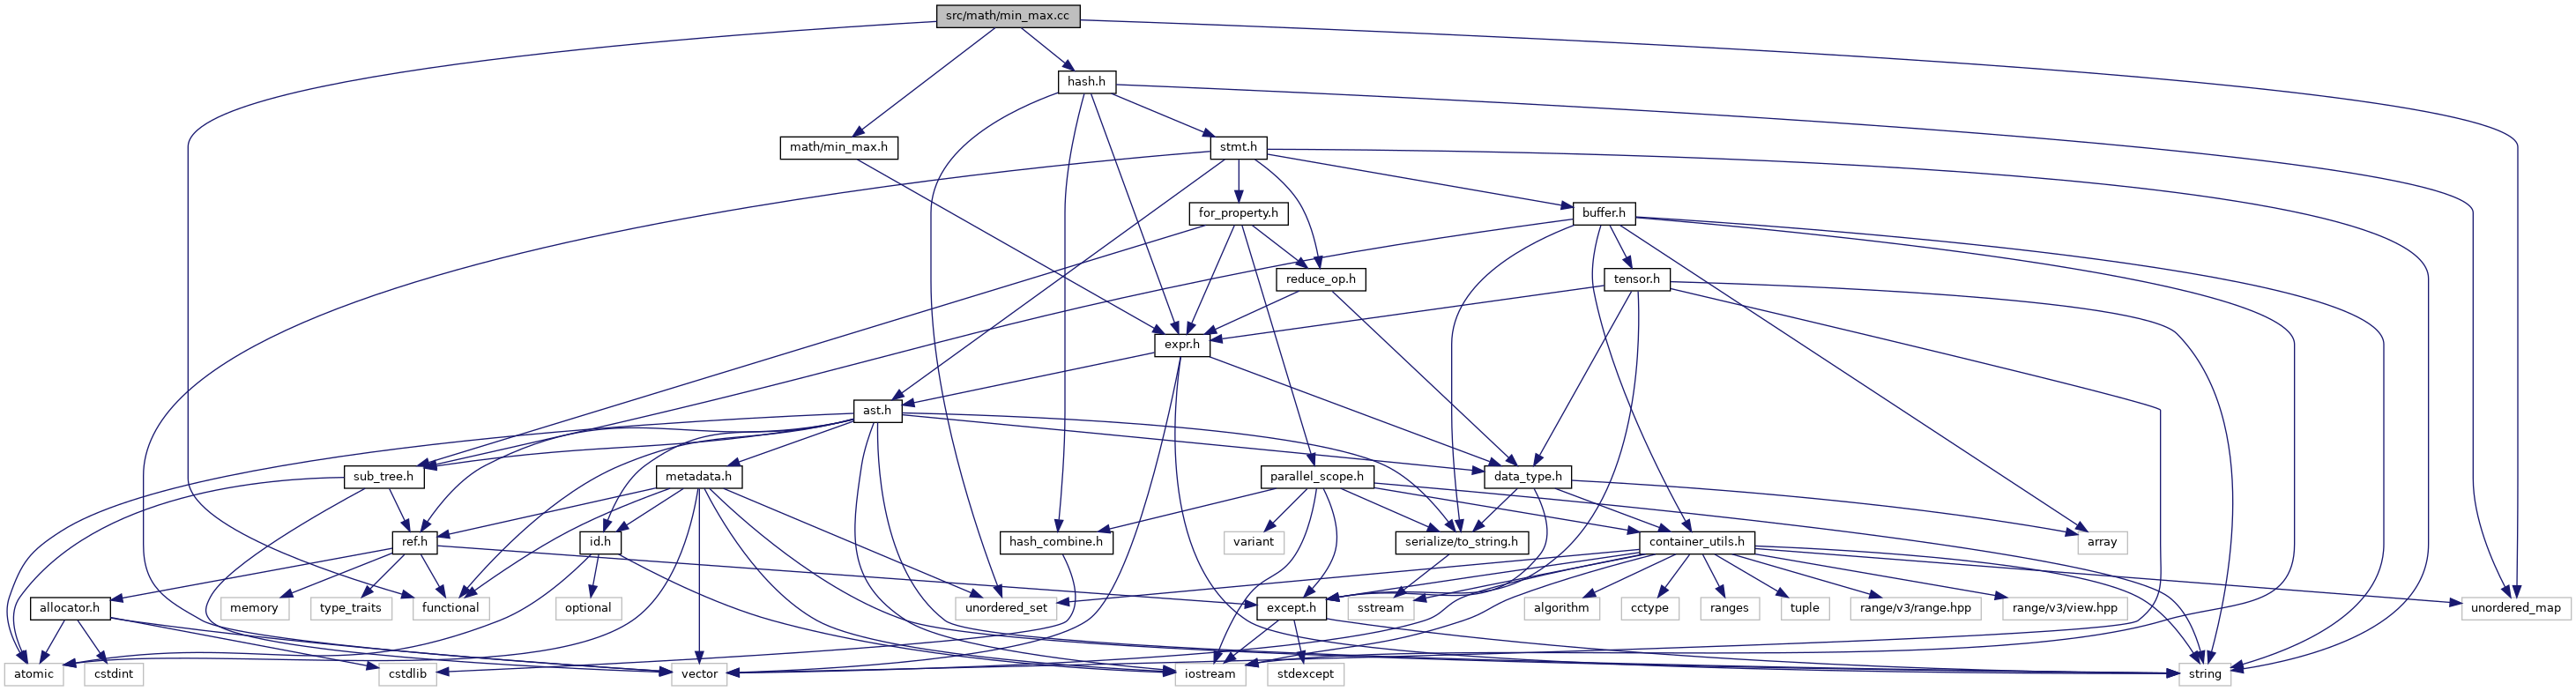 src/math/min_max.cc
hash.h
math/min_max.h
stmt.h
for_property.h
buffer.h
reduce_op.h
tensor.h
expr.h
ast.h
sub_tree.h
metadata.h
parallel_scope.h
data_type.h
ref.h
id.h
hash_combine.h
variant
serialize/to_string.h
container_utils.h
array
allocator.h
memory
type_traits
functional
optional
unordered_set
except.h
sstream
algorithm
cctype
ranges
tuple
range/v3/range.hpp
range/v3/view.hpp
unordered_map
atomic
cstdint
cstdlib
vector
iostream
stdexcept
string